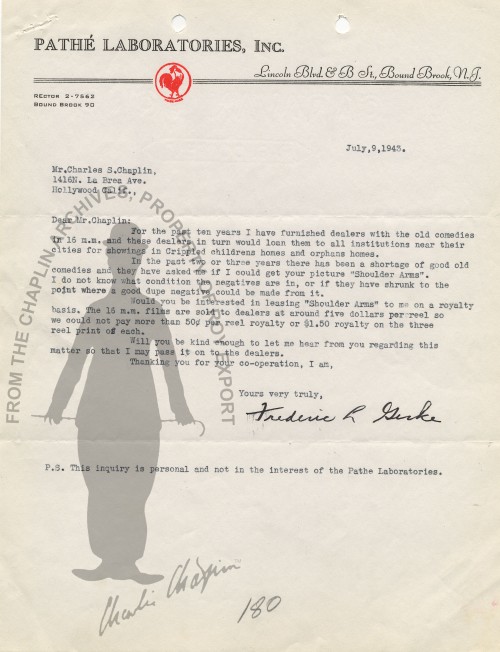 PATHÉ LABORATORIES, INC.
Lincoln Blvd. & B St., Bound Brook, N.J.
RECTOR 2-7562
BOUND BROOK 90
July,9,1943.
Mr.Charles S.Chaplin,
1416N. La Brea Ave.
Hollywood Calif.,
Dear Mr.Chaplin:
For the past ten years I have furnished dealers with the old comedies
in 16 m.m. and these dealers in turn would loan them to all institutions near their
cities for showings in Crippled childrens homes and orphans homes.
In the past two or three years there has been a shortage of good old
comedies and they have asked me if I could get your picture "Shoulder Arms".
I do not know what condition the negatives are in, or if they have shrunk to the
point where a good dupe negative could be made from it.
Would you be interested in leasing "Shoulder Arms" to me on a royalty
basis. The 16 m.m. films are sold to dealers at around five dollars per reel so
we could not pay more than 50¢ per reel royalty or $1.50 royalty on the three
reel print of each.
Will you be kind enough to let me hear from you regarding this
matter so that I may pass it on to the dealers.
Thanking you for your co-operation, I am,
Yours very truly,
Frederic L Gerke
P.S. This inquiry is personal and not in the interest of the Pathe Laboratories.
Charlie Chaplin
180
FROM THE CHAPLIN ARCHIVES, PROPERTY OF ROY EXPORT